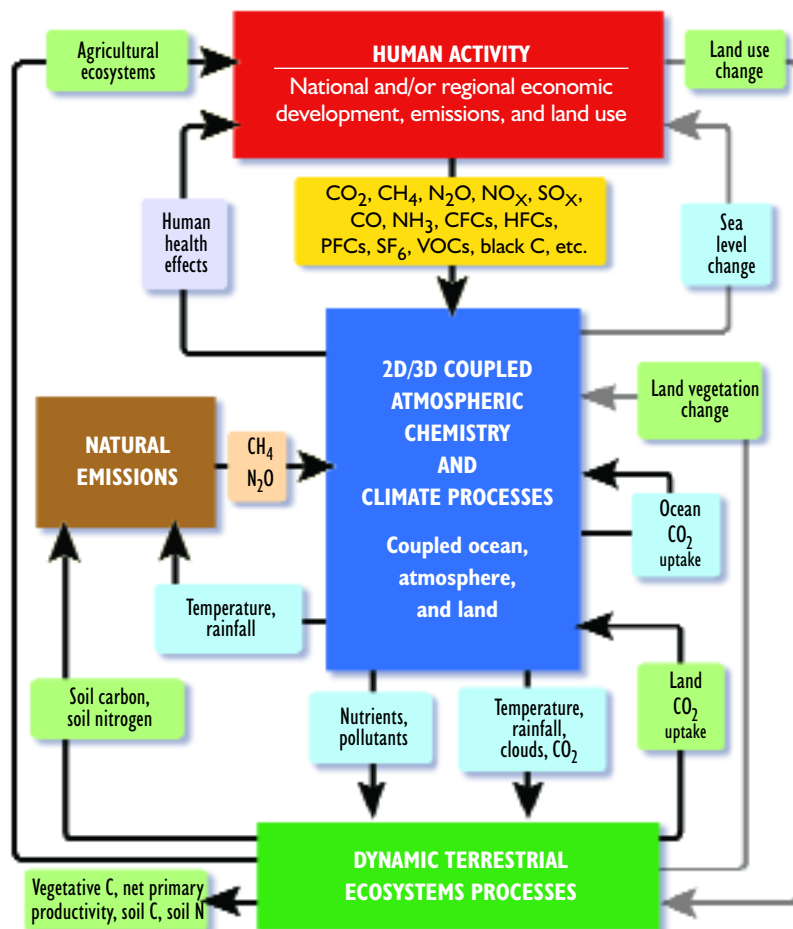 Agricultural
ecosystems
HUMAN ACTIVITY
National and/or regional economic
development, emissions, and land use
Land use
change
CO₂, CH₄, N₂O, NOₓ, SOₓ,
CO, NH₃, CFCs, HFCs,
PFCs, SF₆, VOCs, black C, etc.
Human
health
effects
Sea
level
change
2D/3D COUPLED
ATMOSPHERIC
CHEMISTRY
AND
CLIMATE PROCESSES
Coupled ocean,
atmosphere,
and land
Land vegetation
change
NATURAL
EMISSIONS
CH₄
N₂O
Ocean
CO₂
uptake
Temperature,
rainfall
Soil carbon,
soil nitrogen
Nutrients,
pollutants
Temperature,
rainfall,
clouds, CO₂
Land
CO₂
uptake
DYNAMIC TERRESTRIAL
ECOSYSTEMS PROCESSES
Vegetative C, net primary
productivity, soil C, soil N